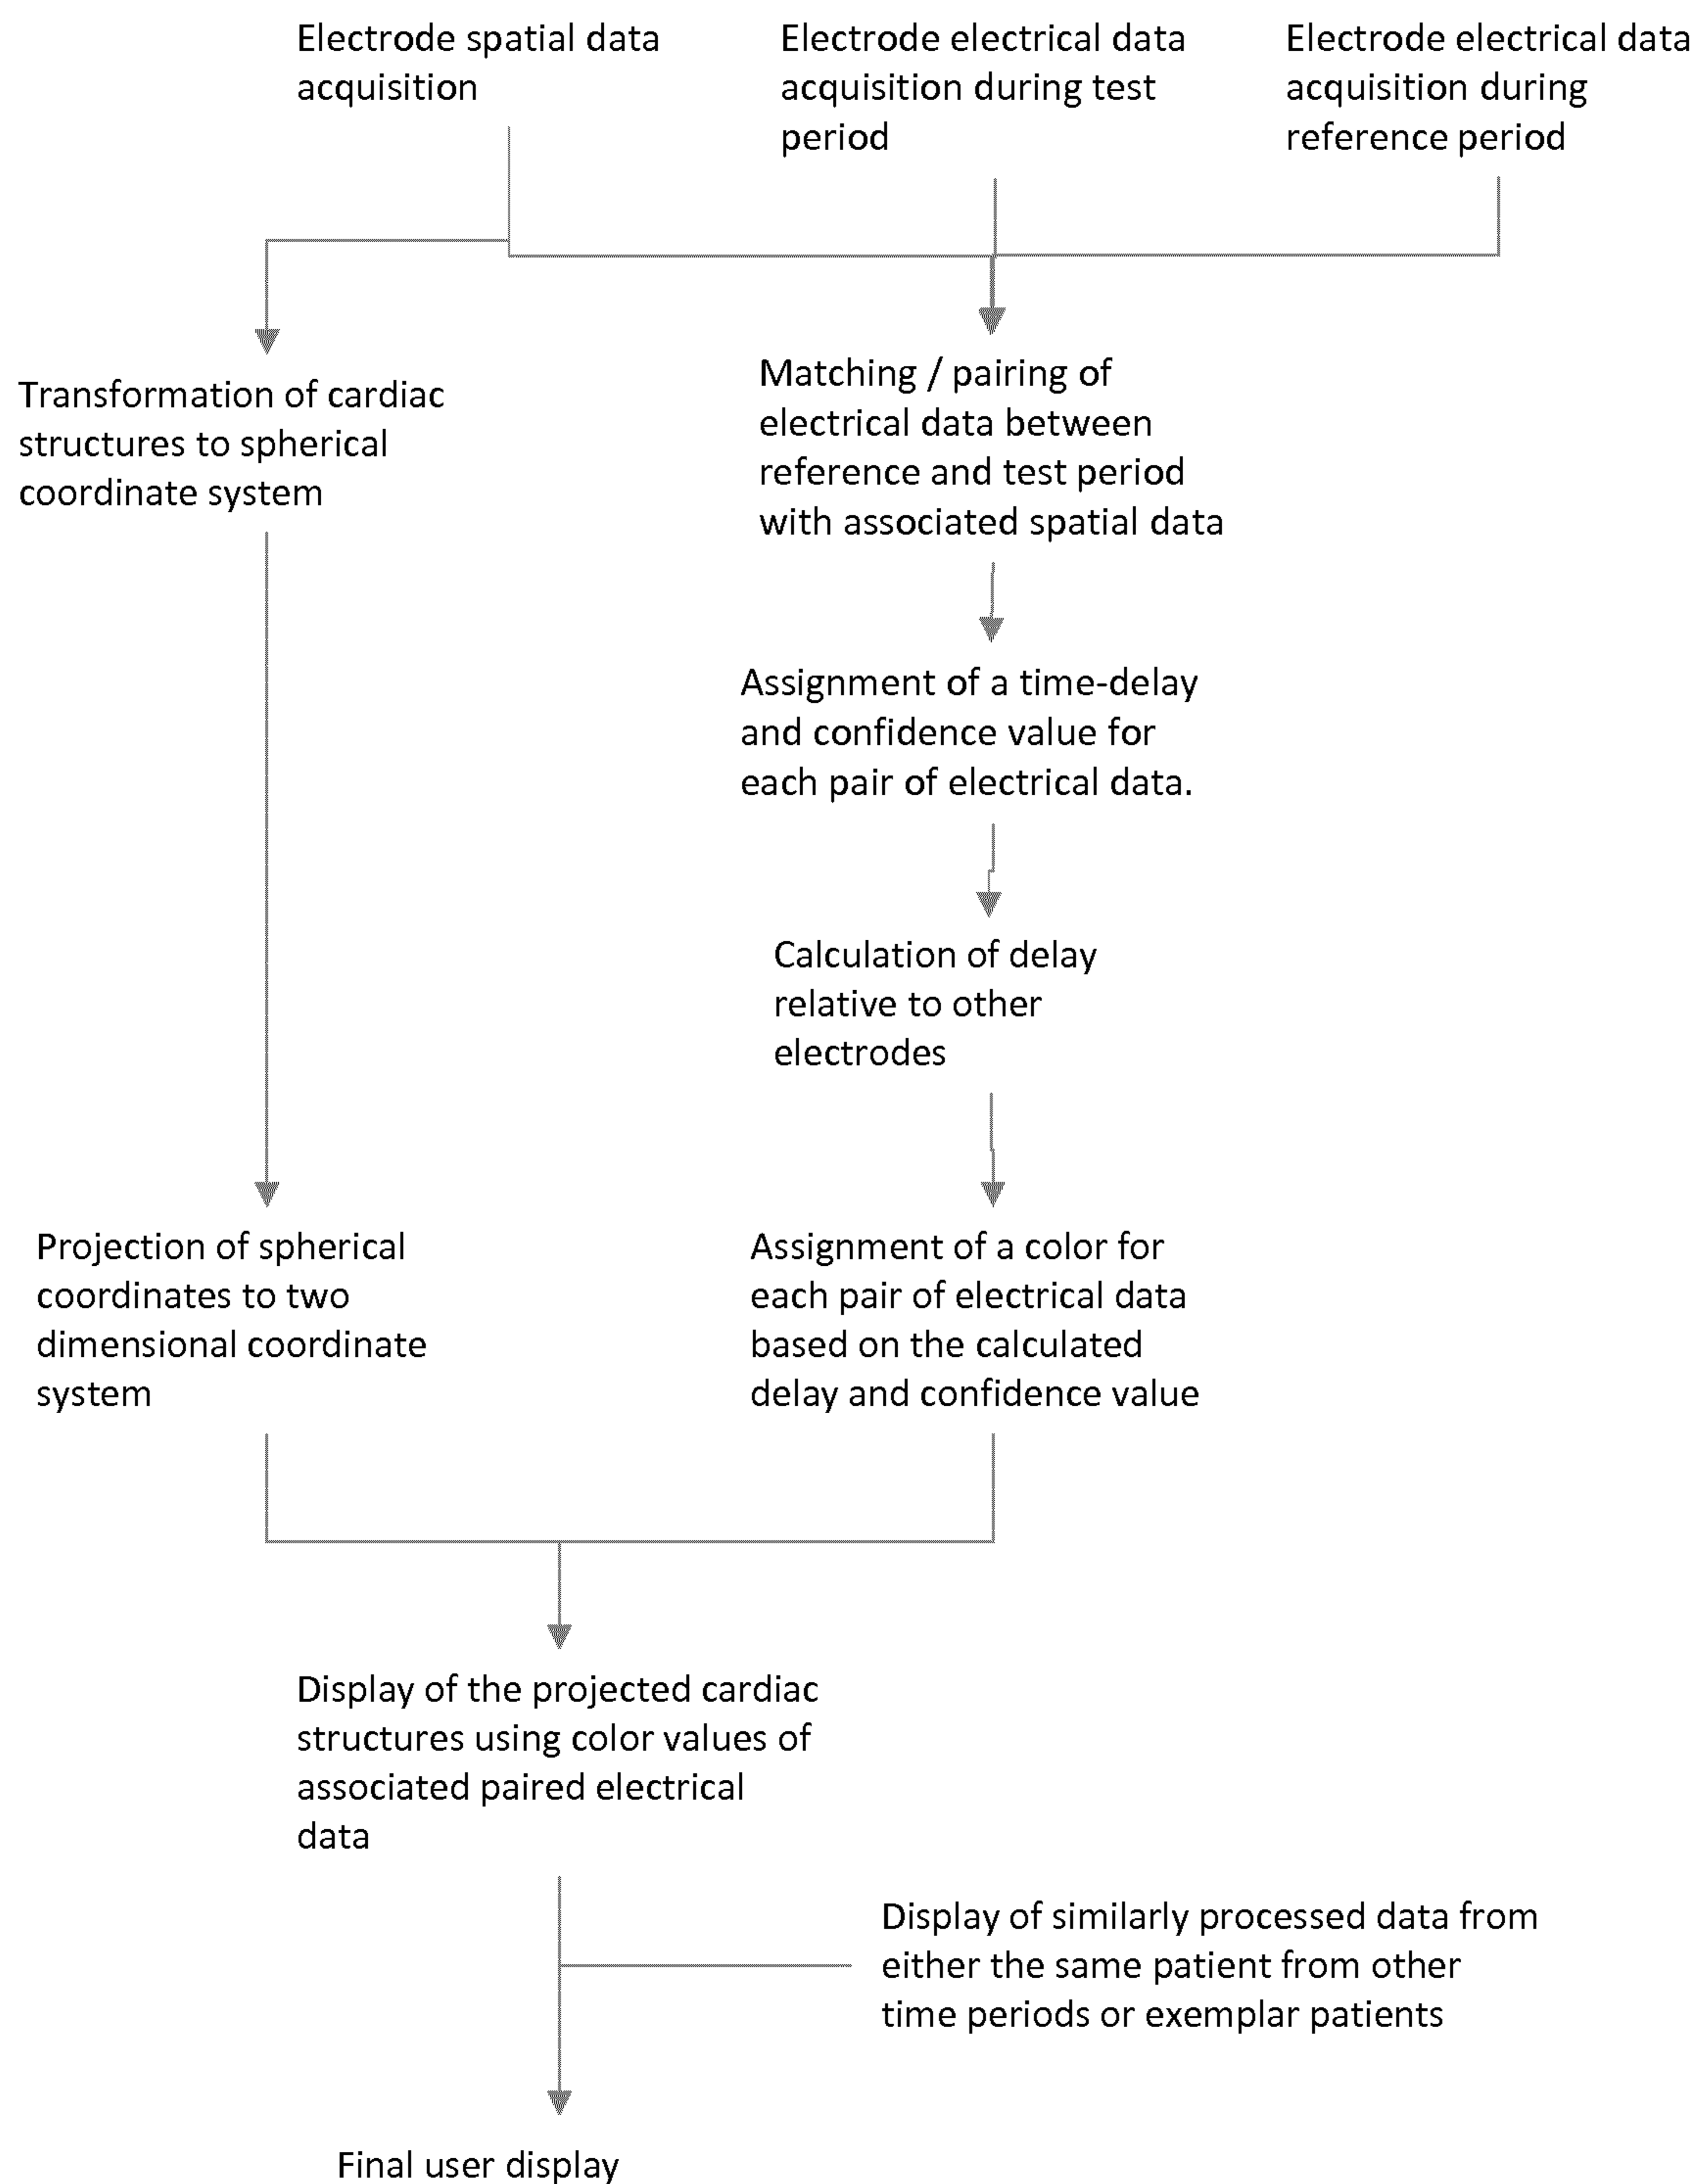 Electrode spatial data
acquisition
Electrode electrical data
acquisition during test
period
Electrode electrical data
acquisition during
reference period
Transformation of cardiac
structures to spherical
coordinate system
Matching / pairing of
electrical data between
reference and test period
with associated spatial data
Assignment of a time-delay
and confidence value for
each pair of electrical data.
Calculation of delay
relative to other
electrodes
Projection of spherical
coordinates to two
dimensional coordinate
system
Assignment of a color for
each pair of electrical data
based on the calculated
delay and confidence value
Display of the projected cardiac
structures using color values of
associated paired electrical
data
Display of similarly processed data from
either the same patient from other
time periods or exemplar patients
Final user display